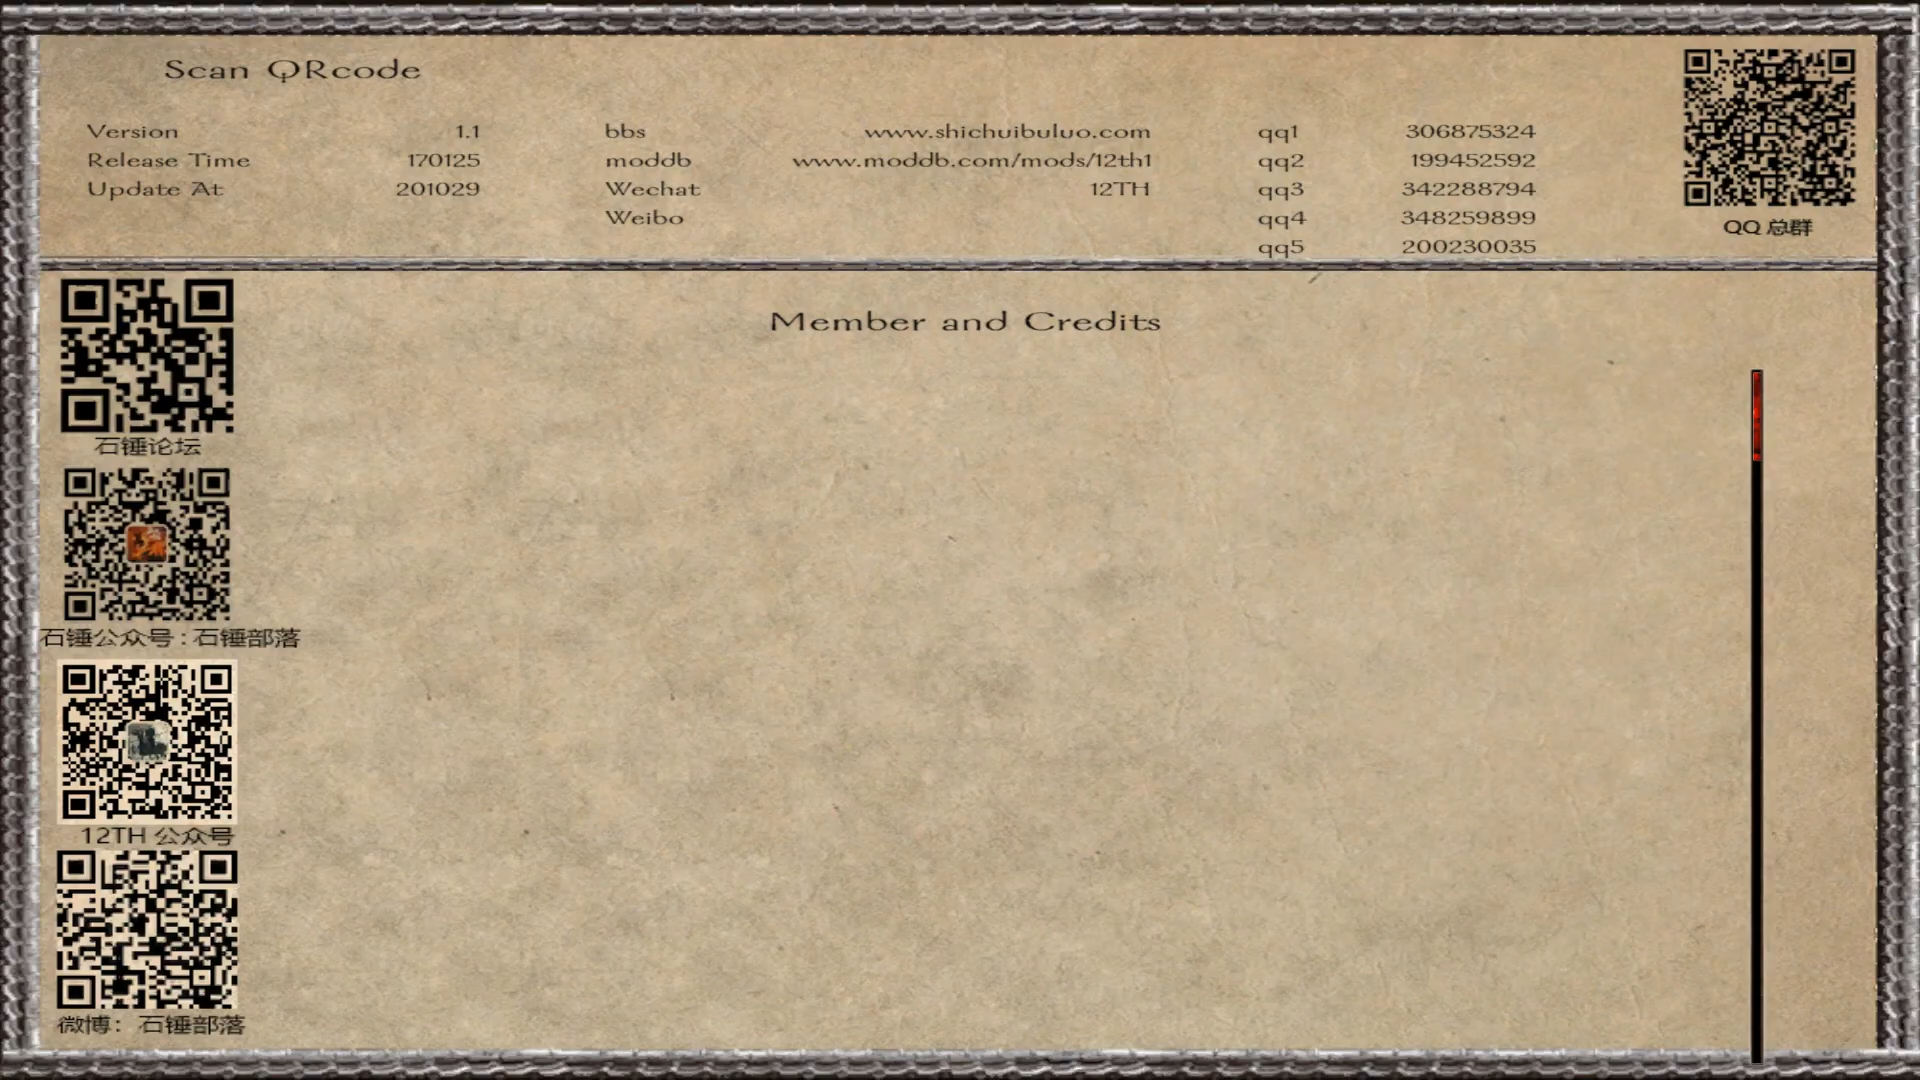 Scan QRcode
Version 1.1 bbs www.shichuibuluo.com qq1 306875324
Release Time 170125 moddb www.moddb.com/mods/12th1 qq2 199452592
Update At 201029 Wechat 12TH qq3 342288794
Weibo qq4 348259899
qq5 200230035
QQ 总群
Member and Credits
石锤论坛
石锤公众号:石锤部落
12TH 公众号
微博：石锤部落